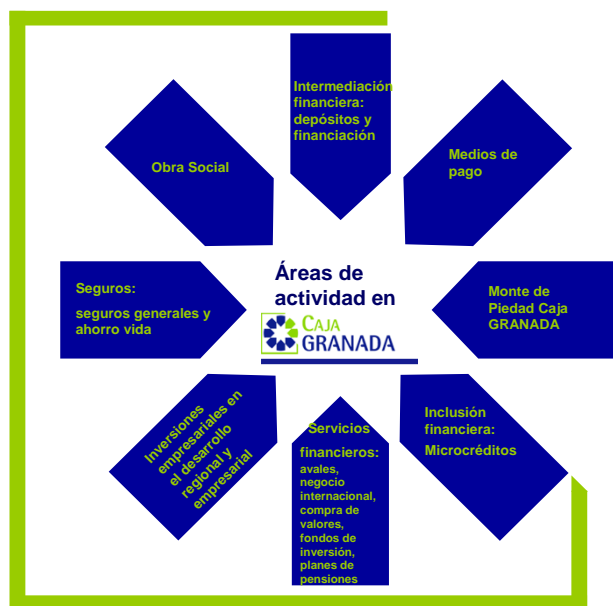 Intermediación
financiera:
depósitos y
financiación
Medios de
pago
Obra Social
Áreas de
actividad en
CAJA
GRANADA
Seguros:
seguros generales y
ahorro vida
Monte de
Piedad Caja
GRANADA
Inversiones
empresariales en
el desarrollo
regional y
empresarial
Servicios
financieros:
avales,
negocio
internacional,
compra de
valores,
fondos de
inversión,
planes de
pensiones
Inclusión
financiera:
Microcréditos